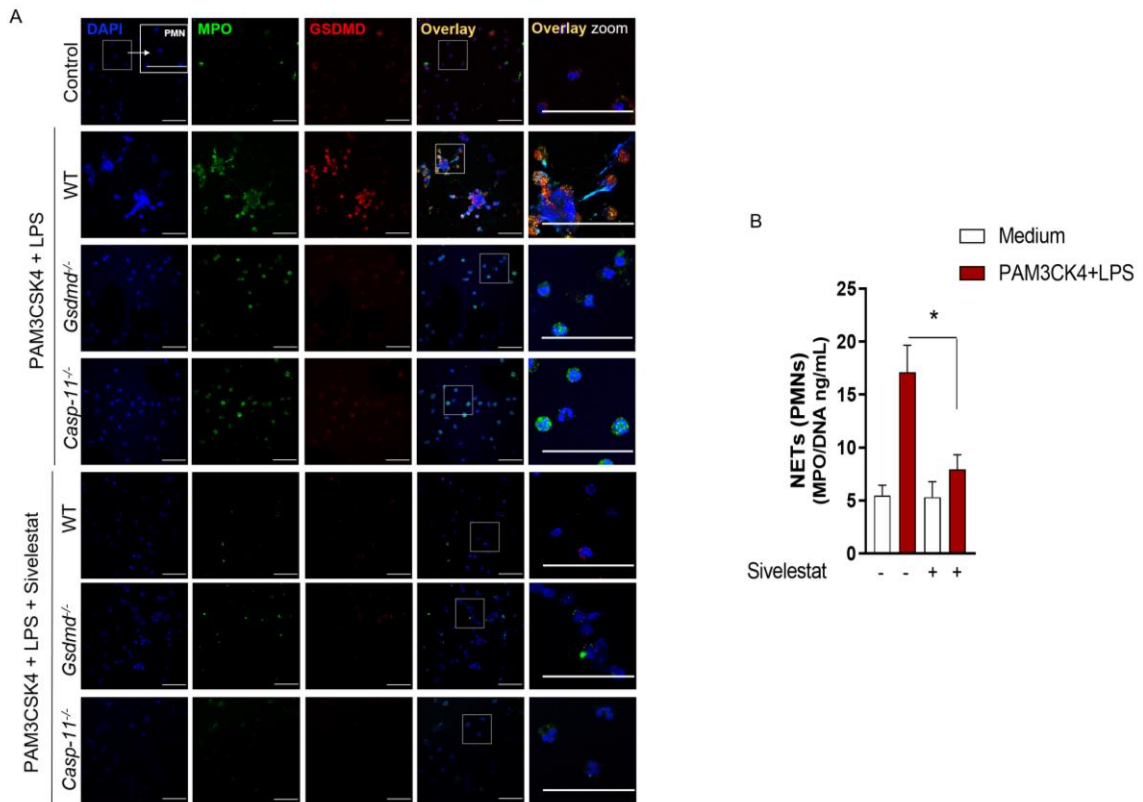 A
DAPI MPO GSDMD Overlay Overlay zoom
PMN
Control
PAM3CSK4 + LPS
WT
Gsdmd-/-
Casp-11-/-
PAM3CSK4 + LPS + Sivelestat
WT
Gsdmd-/-
Casp-11-/-
B
Medium
PAM3CK4+LPS
NETs (PMNs)
(MPO/DNA ng/mL)
25
20
15
10
5
0
*
Sivelestat - - + +